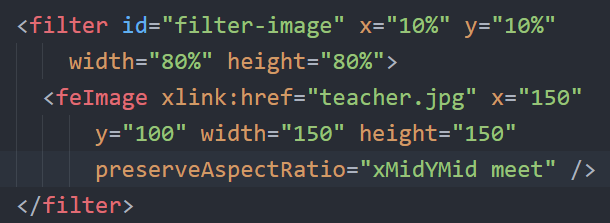 <filter id="filter-image" x="10%" y="10%"
width="80%" height="80%">
<feImage xlink:href="teacher.jpg" x="150"
y="100" width="150" height="150"
preserveAspectRatio="xMidYMid meet" />
</filter>